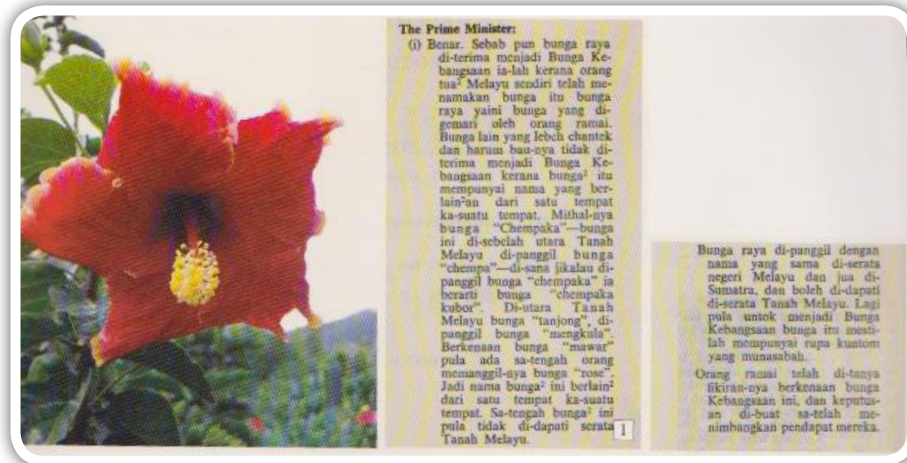 The Prime Minister:
(i) Benar. Sebab pun bunga raya
di-terima menjadi Bunga Ke-
bangsaan ia-lah kerana orang
tua² Melayu sendiri telah me-
namakan bunga itu bunga
raya yaini bunga yang di-
gemari oleh orang ramai.
Bunga lain yang lebeh chantek
dan harum bau-nya tidak di-
terima menjadi Bunga Ke-
bangsaan kerana bunga² itu
mempunyai nama yang ber-
lain²an dari satu tempat
ka-suatu tempat. Mithal-nya
bunga "Chempaka"—bunga
ini di-sebelah utara Tanah
Melayu di-panggil bunga
"chempa"—di-sana jikalau di-
panggil bunga "chempaka" ia
berarti bunga "chempaka
kubor". Di-utara Tanah
Melayu bunga "tanjong", di-
panggil bunga "mengkula".
Berkenaan bunga "mawar"
pula ada sa-tengah orang
memanggil-nya bunga "rose".
Jadi nama bunga² ini berlain²
dari satu tempat ka-suatu
tempat. Sa-tengah bunga² ini
pula tidak di-dapati serata
Tanah Melayu.
1
Bunga raya di-panggil dengan
nama yang sama di-serata
negeri Melayu dan jua di-
Sumatra, dan boleh di-dapati
di-serata Tanah Melayu. Lagi
pula untok menjadi Bunga
Kebangsaan bunga itu mesti-
lah mempunyai rupa kuntom
yang munasabah.
Orang ramai telah di-tanya
fikiran-nya berkenaan bunga
Kebangsaan ini, dan keputus-
an di-buat sa-telah me-
nimbangkan pendapat mereka.